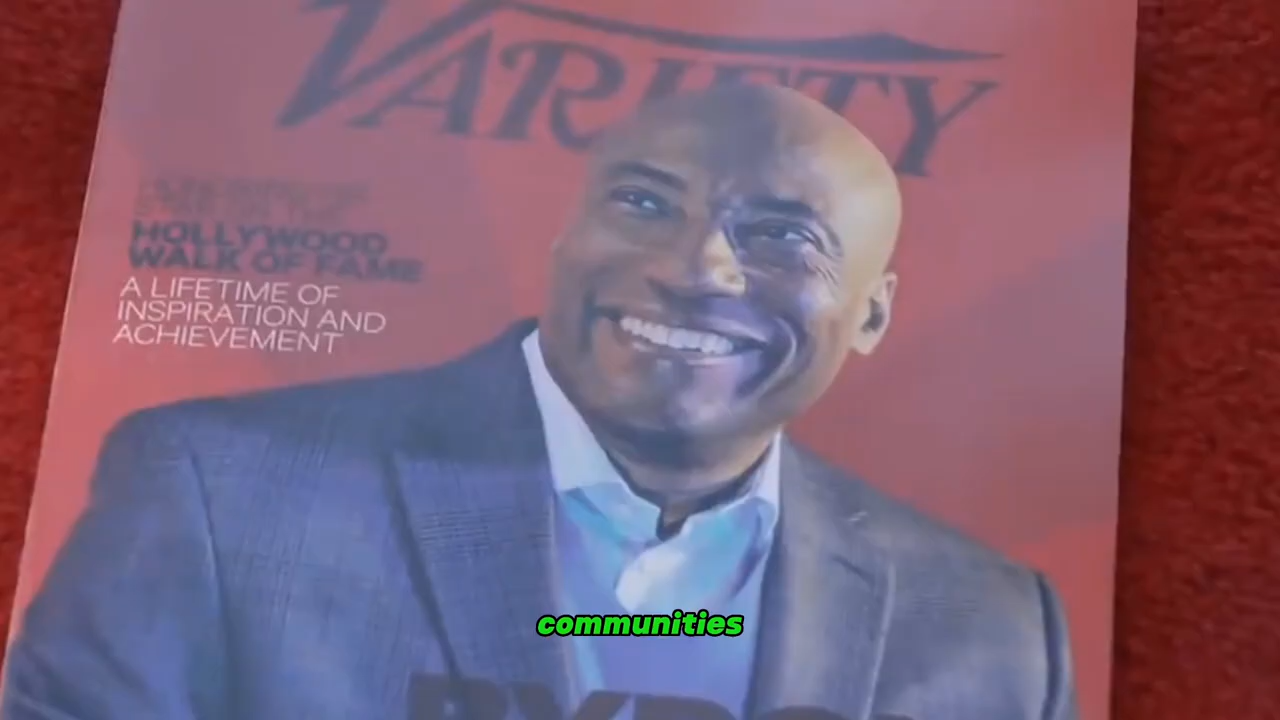 VARIETY
HOLLYWOOD
WALK OF FAME
A LIFETIME OF
INSPIRATION AND
ACHIEVEMENT
communities